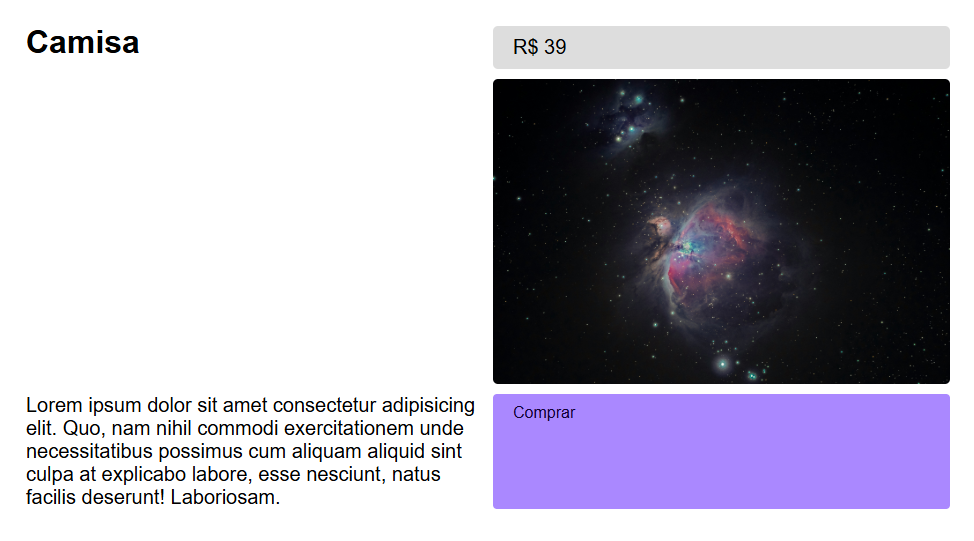 Camisa
R$ 39
Lorem ipsum dolor sit amet consectetur adipisicing
elit. Quo, nam nihil commodi exercitationem unde
necessitatibus possimus cum aliquam aliquid sint
culpa at explicabo labore, esse nesciunt, natus
facilis deserunt! Laboriosam.
Comprar